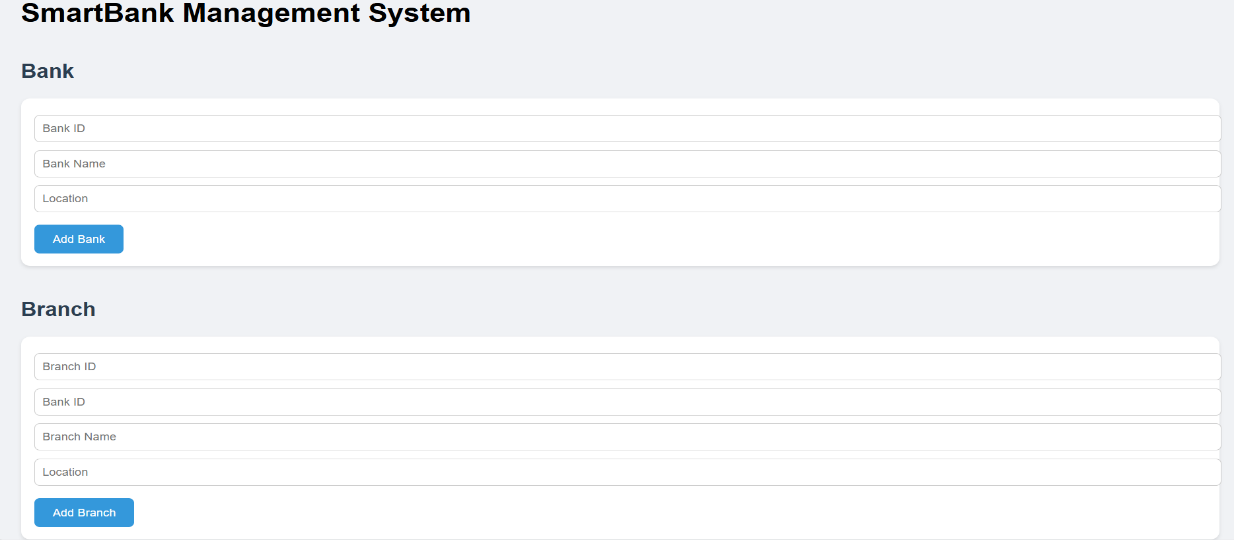 SmartBank Management System
Bank
Bank ID
Bank Name
Location
Add Bank
Branch
Branch ID
Bank ID
Branch Name
Location
Add Branch